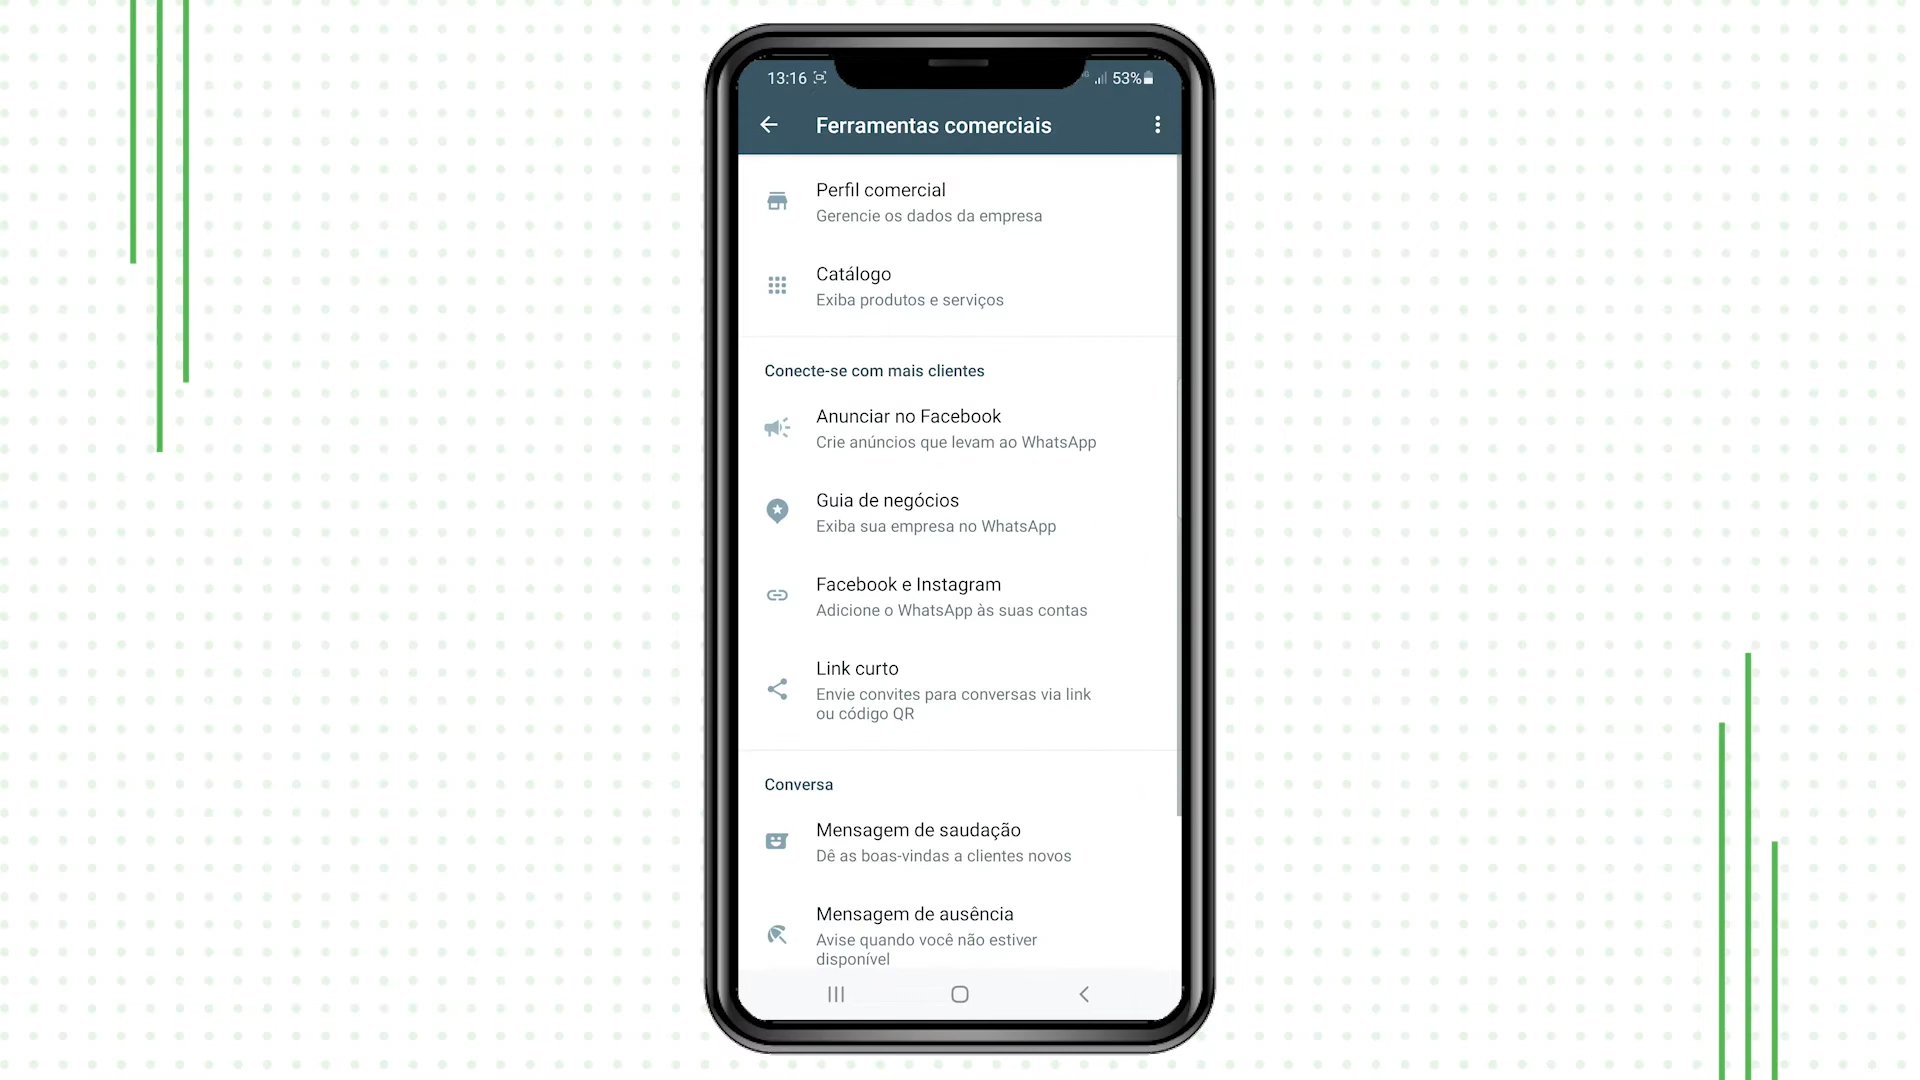 13:16
53%
Ferramentas comerciais
Perfil comercial
Gerencie os dados da empresa
Catálogo
Exiba produtos e serviços
Conecte-se com mais clientes
Anunciar no Facebook
Crie anúncios que levam ao WhatsApp
Guia de negócios
Exiba sua empresa no WhatsApp
Facebook e Instagram
Adicione o WhatsApp às suas contas
Link curto
Envie convites para conversas via link
ou código QR
Conversa
Mensagem de saudação
Dê as boas-vindas a clientes novos
Mensagem de ausência
Avise quando você não estiver
disponível